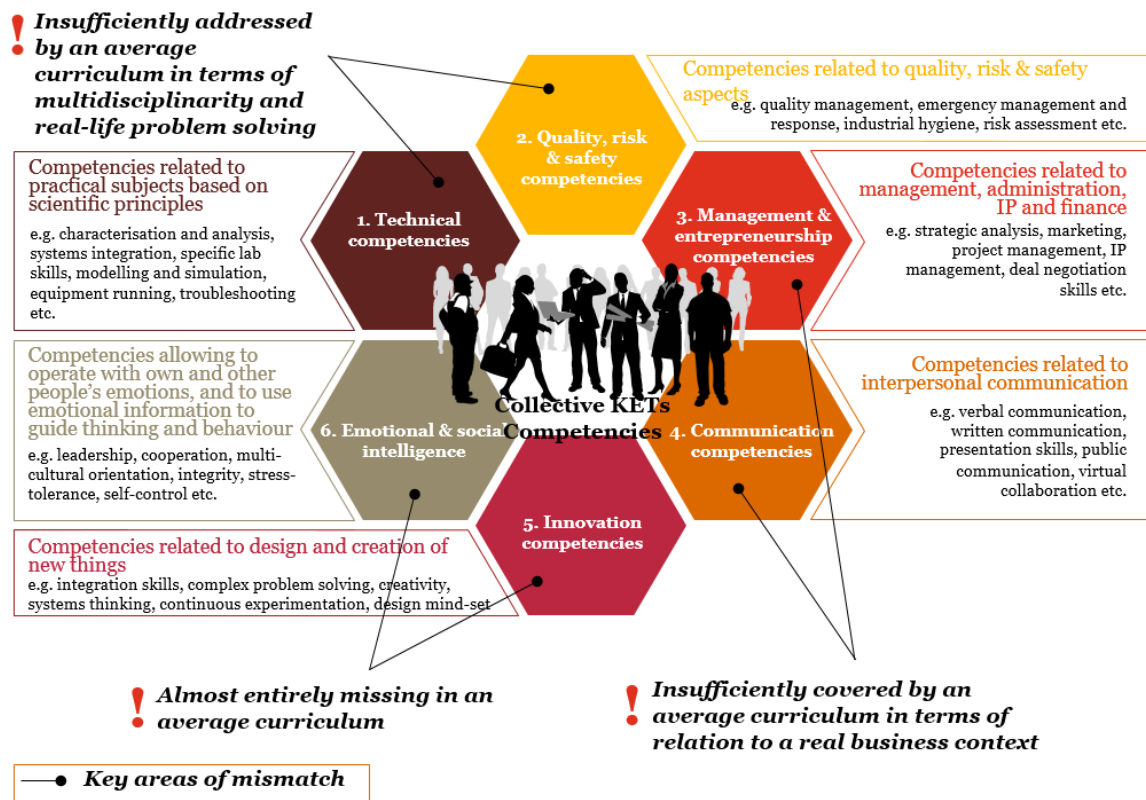 ! Insufficiently addressed
by an average
curriculum in terms of
multidisciplinarity and
real-life problem solving
Competencies related to quality, risk & safety
aspects
e.g. quality management, emergency management and
response, industrial hygiene, risk assessment etc.
2. Quality, risk
& safety
competencies
Competencies related to
practical subjects based on
scientific principles
e.g. characterisation and analysis,
systems integration, specific lab
skills, modelling and simulation,
equipment running, troubleshooting
etc.
1. Technical
competencies
3. Management &
entrepreneurship
competencies
Competencies related to
management, administration,
IP and finance
e.g. strategic analysis, marketing,
project management, IP
management, deal negotiation
skills etc.
Competencies allowing to
operate with own and other
people's emotions, and to use
emotional information to
guide thinking and behaviour
e.g. leadership, cooperation, multi-
cultural orientation, integrity, stress-
tolerance, self-control etc.
6. Emotional & social
intelligence
Collective KETs
Competencies
4. Communication
competencies
Competencies related to
interpersonal communication
e.g. verbal communication,
written communication,
presentation skills, public
communication, virtual
collaboration etc.
5. Innovation
competencies
Competencies related to design and creation of
new things
e.g. integration skills, complex problem solving, creativity,
systems thinking, continuous experimentation, design mind-set
! Almost entirely missing in an
average curriculum
! Insufficiently covered by an
average curriculum in terms of
relation to a real business context
Key areas of mismatch